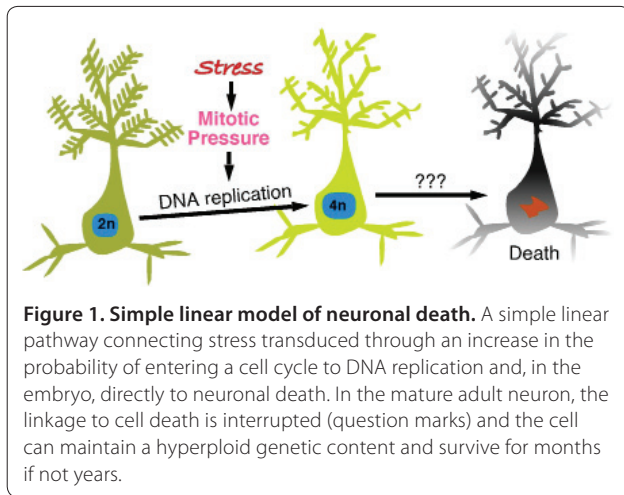 Stress
Mitotic
Pressure
DNA replication
2n
4n
???
Death
Figure 1. Simple linear model of neuronal death. A simple linear
pathway connecting stress transduced through an increase in the
probability of entering a cell cycle to DNA replication and, in the
embryo, directly to neuronal death. In the mature adult neuron, the
linkage to cell death is interrupted (question marks) and the cell
can maintain a hyperploid genetic content and survive for months
if not years.